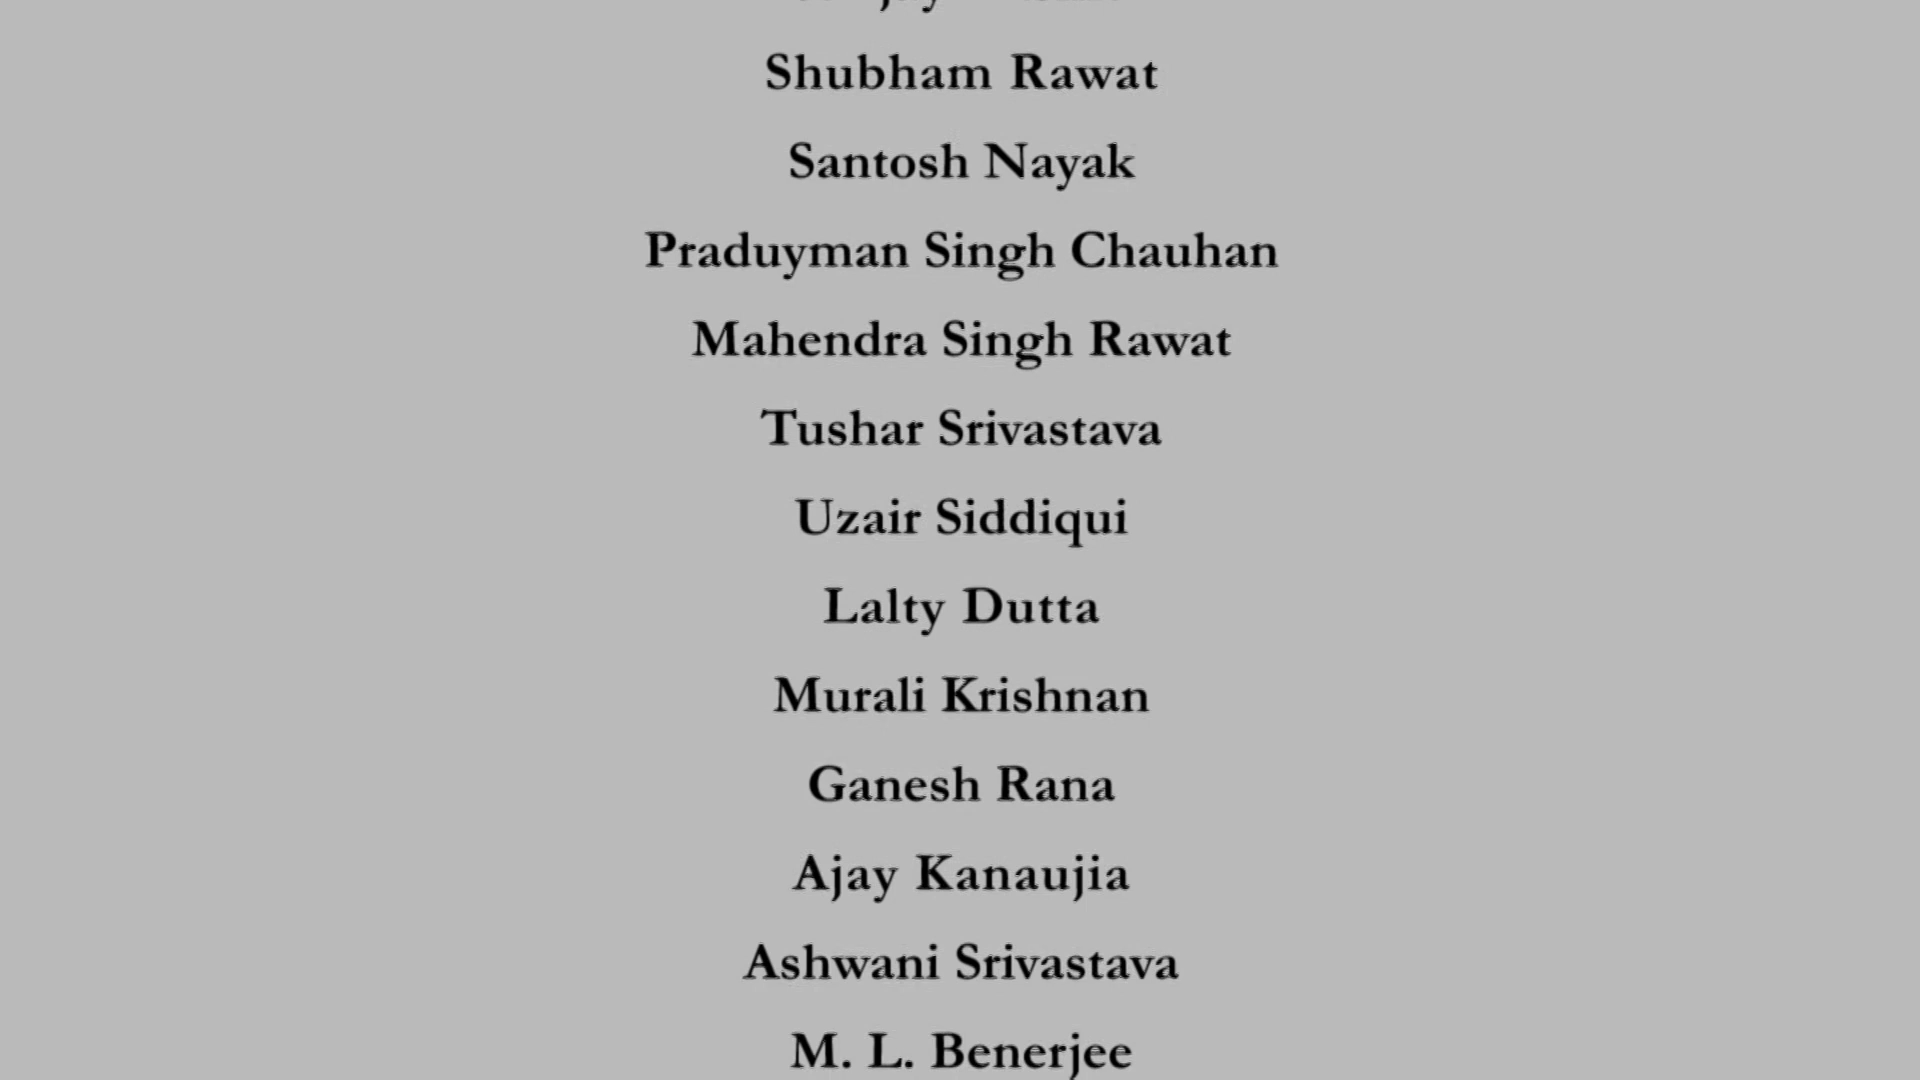 Shubham Rawat
Santosh Nayak
Praduyman Singh Chauhan
Mahendra Singh Rawat
Tushar Srivastava
Uzair Siddiqui
Lalty Dutta
Murali Krishnan
Ganesh Rana
Ajay Kanaujia
Ashwani Srivastava
M. L. Benerjee